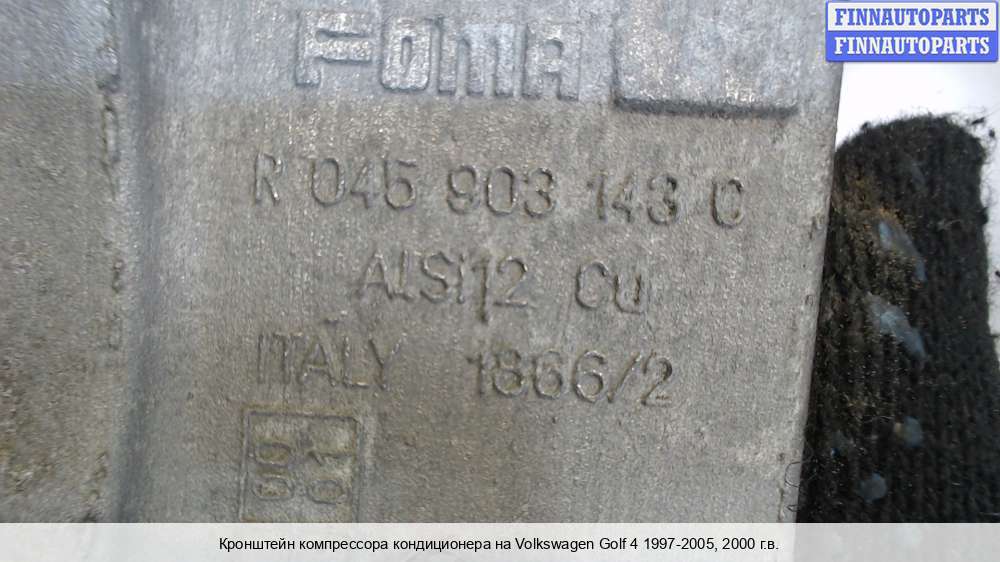 FINNAUTOPARTS
FINNAUTOPARTS
FOMA
R 045 903 143 C
ALSi12 CU
ITALY 1866/2
Кронштейн компрессора кондиционера на Volkswagen Golf 4 1997-2005, 2000 г.в.